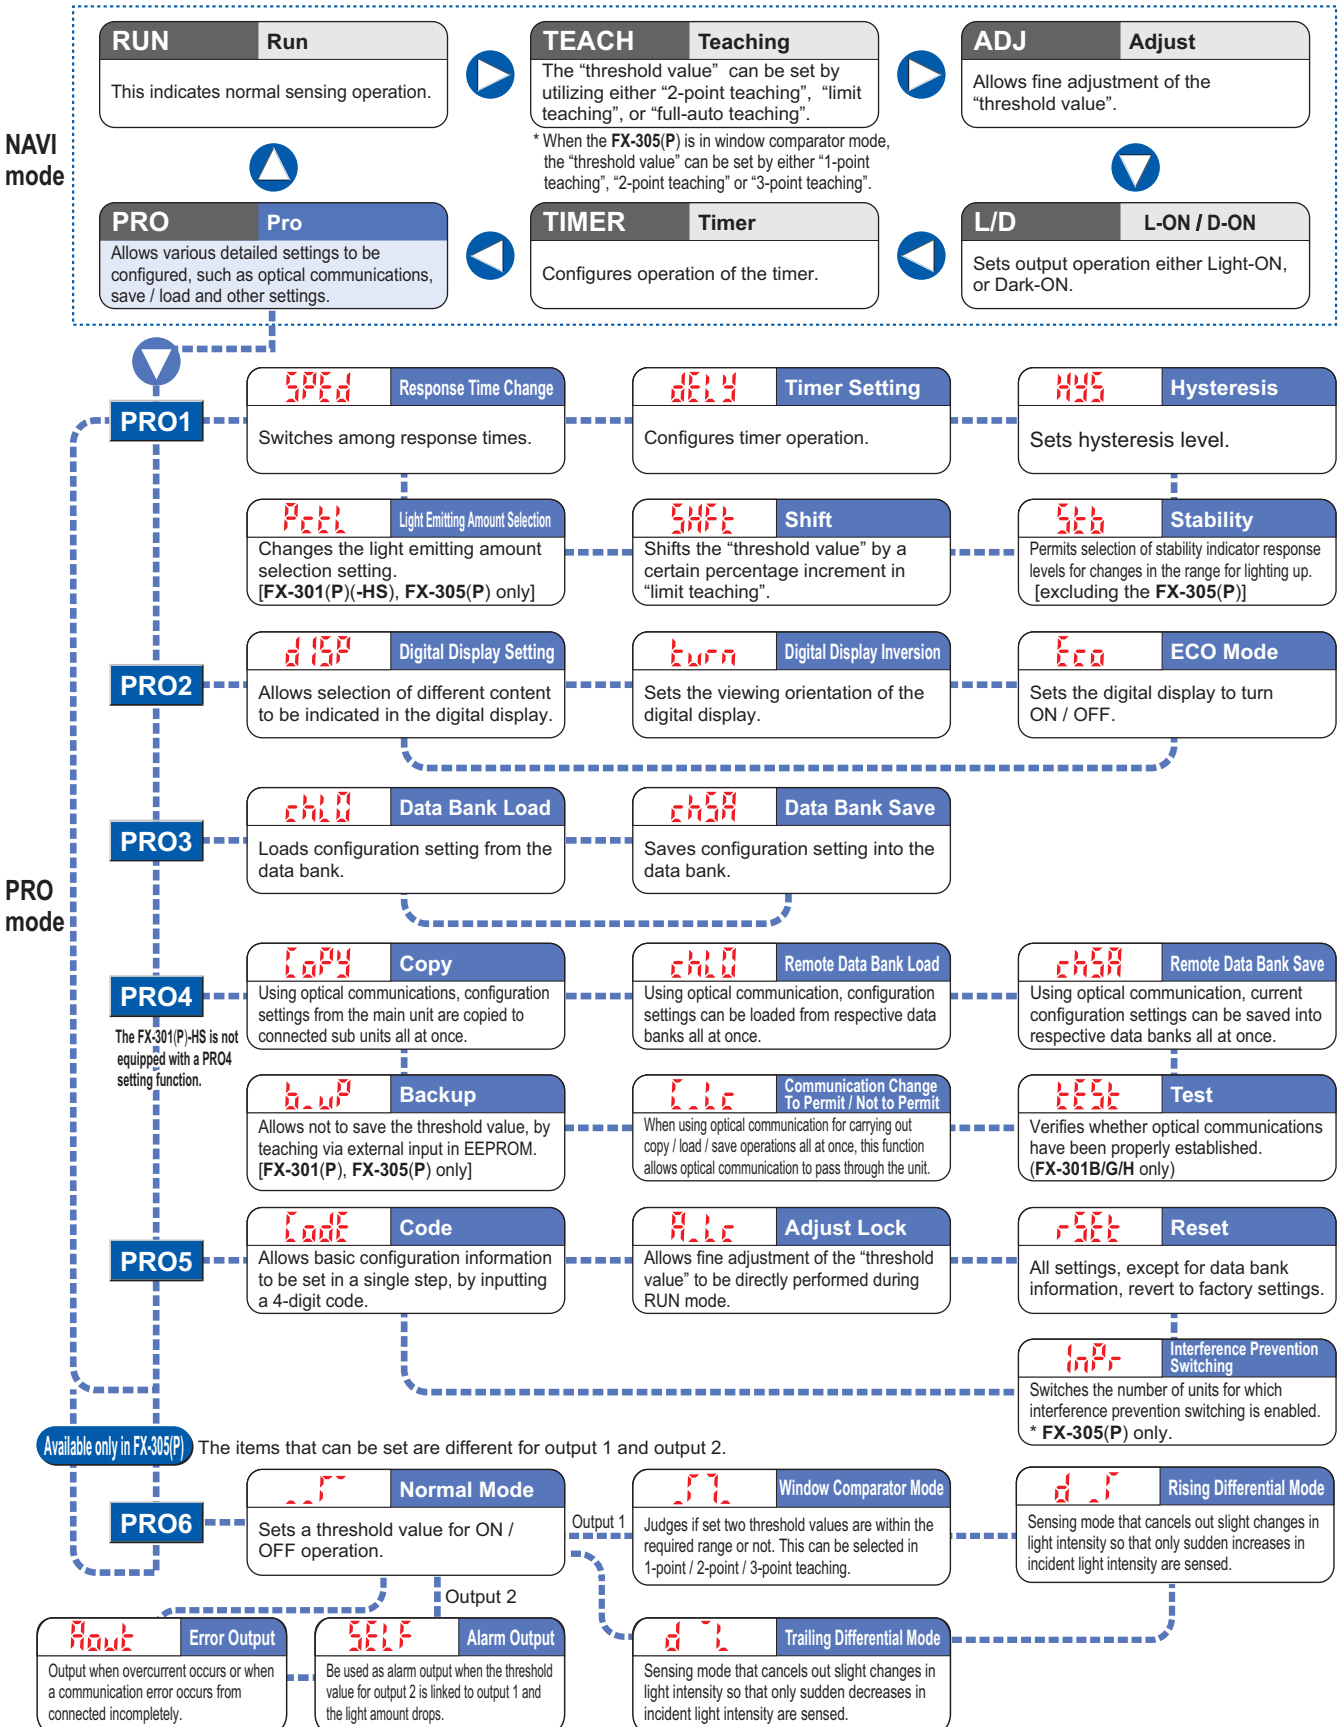 NAVI
mode
RUN
Run
This indicates normal sensing operation.
TEACH
Teaching
The “threshold value” can be set by
utilizing either “2-point teaching”, “limit
teaching”, or “full-auto teaching”.
* When the FX-305(P) is in window comparator mode,
the “threshold value” can be set by either “1-point
teaching”, “2-point teaching” or “3-point teaching”.
ADJ
Adjust
Allows fine adjustment of the
“threshold value”.
PRO
Pro
Allows various detailed settings to be
configured, such as optical communications,
save / load and other settings.
TIMER
Timer
Configures operation of the timer.
L/D
L-ON / D-ON
Sets output operation either Light-ON,
or Dark-ON.
PRO
mode
PRO1
SPEd
Response Time Change
Switches among response times.
dELY
Timer Setting
Configures timer operation.
HYS
Hysteresis
Sets hysteresis level.
PctL
Light Emitting Amount Selection
Changes the light emitting amount
selection setting.
[FX-301(P)(-HS), FX-305(P) only]
SHFt
Shift
Shifts the “threshold value” by a
certain percentage increment in
“limit teaching”.
Stb
Stability
Permits selection of stability indicator response
levels for changes in the range for lighting up.
[excluding the FX-305(P)]
PRO2
dISP
Digital Display Setting
Allows selection of different content
to be indicated in the digital display.
turn
Digital Display Inversion
Sets the viewing orientation of the
digital display.
Eco
ECO Mode
Sets the digital display to turn
ON / OFF.
PRO3
chLO
Data Bank Load
Loads configuration setting from the
data bank.
chSA
Data Bank Save
Saves configuration setting into the
data bank.
PRO4
The FX-301(P)-HS is not
equipped with a PRO4
setting function.
CoPY
Copy
Using optical communications, configuration
settings from the main unit are copied to
connected sub units all at once.
chLO
Remote Data Bank Load
Using optical communication, configuration
settings can be loaded from respective data
banks all at once.
chSA
Remote Data Bank Save
Using optical communication, current
configuration settings can be saved into
respective data banks all at once.
b_uP
Backup
Allows not to save the threshold value, by
teaching via external input in EEPROM.
[FX-301(P), FX-305(P) only]
C_Lc
Communication Change
To Permit / Not to Permit
When using optical communication for carrying out
copy / load / save operations all at once, this function
allows optical communication to pass through the unit.
tESt
Test
Verifies whether optical communications
have been properly established.
(FX-301B/G/H only)
PRO5
CodE
Code
Allows basic configuration information
to be set in a single step, by inputting
a 4-digit code.
A_Lc
Adjust Lock
Allows fine adjustment of the “threshold
value” to be directly performed during
RUN mode.
rSEt
Reset
All settings, except for data bank
information, revert to factory settings.
InPr
Interference Prevention
Switching
Switches the number of units for which
interference prevention switching is enabled.
* FX-305(P) only.
Available only in FX-305(P)
The items that can be set are different for output 1 and output 2.
PRO6
Normal Mode
Sets a threshold value for ON /
OFF operation.
Output 1
Window Comparator Mode
Judges if set two threshold values are within the
required range or not. This can be selected in
1-point / 2-point / 3-point teaching.
d
Rising Differential Mode
Sensing mode that cancels out slight changes in
light intensity so that only sudden increases in
incident light intensity are sensed.
Output 2
Aout
Error Output
Output when overcurrent occurs or when
a communication error occurs from
connected incompletely.
SELF
Alarm Output
Be used as alarm output when the threshold
value for output 2 is linked to output 1 and
the light amount drops.
d
Trailing Differential Mode
Sensing mode that cancels out slight changes in
light intensity so that only sudden decreases in
incident light intensity are sensed.